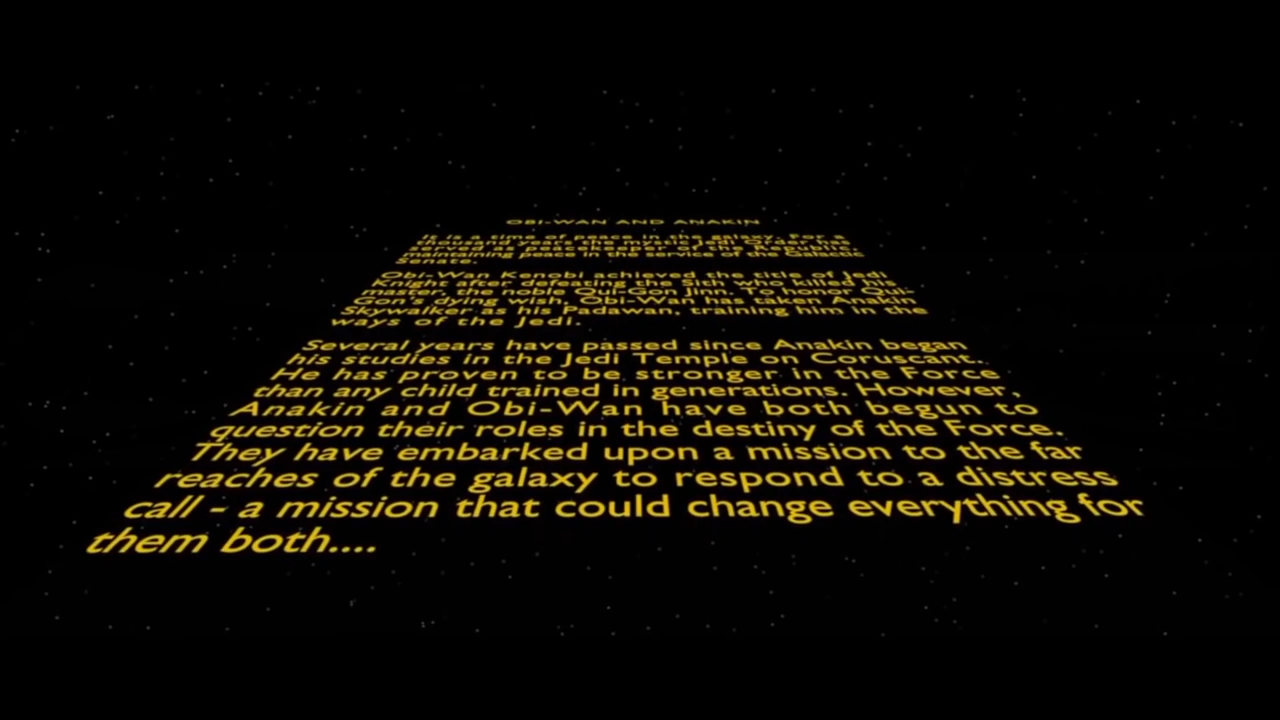 OBI-WAN AND ANAKIN
It is a time of peace in the galaxy. For a
thousand years the mystic Jedi Order has
served as peacekeepers of the Republic,
maintaining peace in the service of the Galactic
Senate.
Obi-Wan Kenobi achieved the title of Jedi
Knight after defeating the Sith who killed his
master, the noble Qui-Gon Jinn. To honor Qui-
Gon's dying wish, Obi-Wan has taken Anakin
Skywalker as his Padawan, training him in the
ways of the Jedi.
Several years have passed since Anakin began
his studies in the Jedi Temple on Coruscant.
He has proven to be stronger in the Force
than any child trained in generations. However,
Anakin and Obi-Wan have both begun to
question their roles in the destiny of the Force.
They have embarked upon a mission to the far
reaches of the galaxy to respond to a distress
call - a mission that could change everything for
them both....